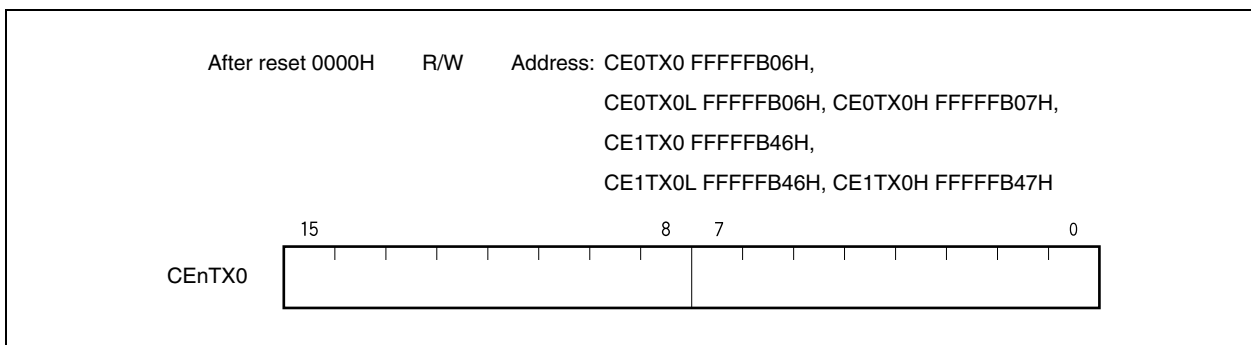 After reset 0000H R/W Address: CE0TX0 FFFFFB06H,
CE0TX0L FFFFFB06H, CE0TX0H FFFFFB07H,
CE1TX0 FFFFFB46H,
CE1TX0L FFFFFB46H, CE1TX0H FFFFFB47H
15 8 7 0
CEnTX0